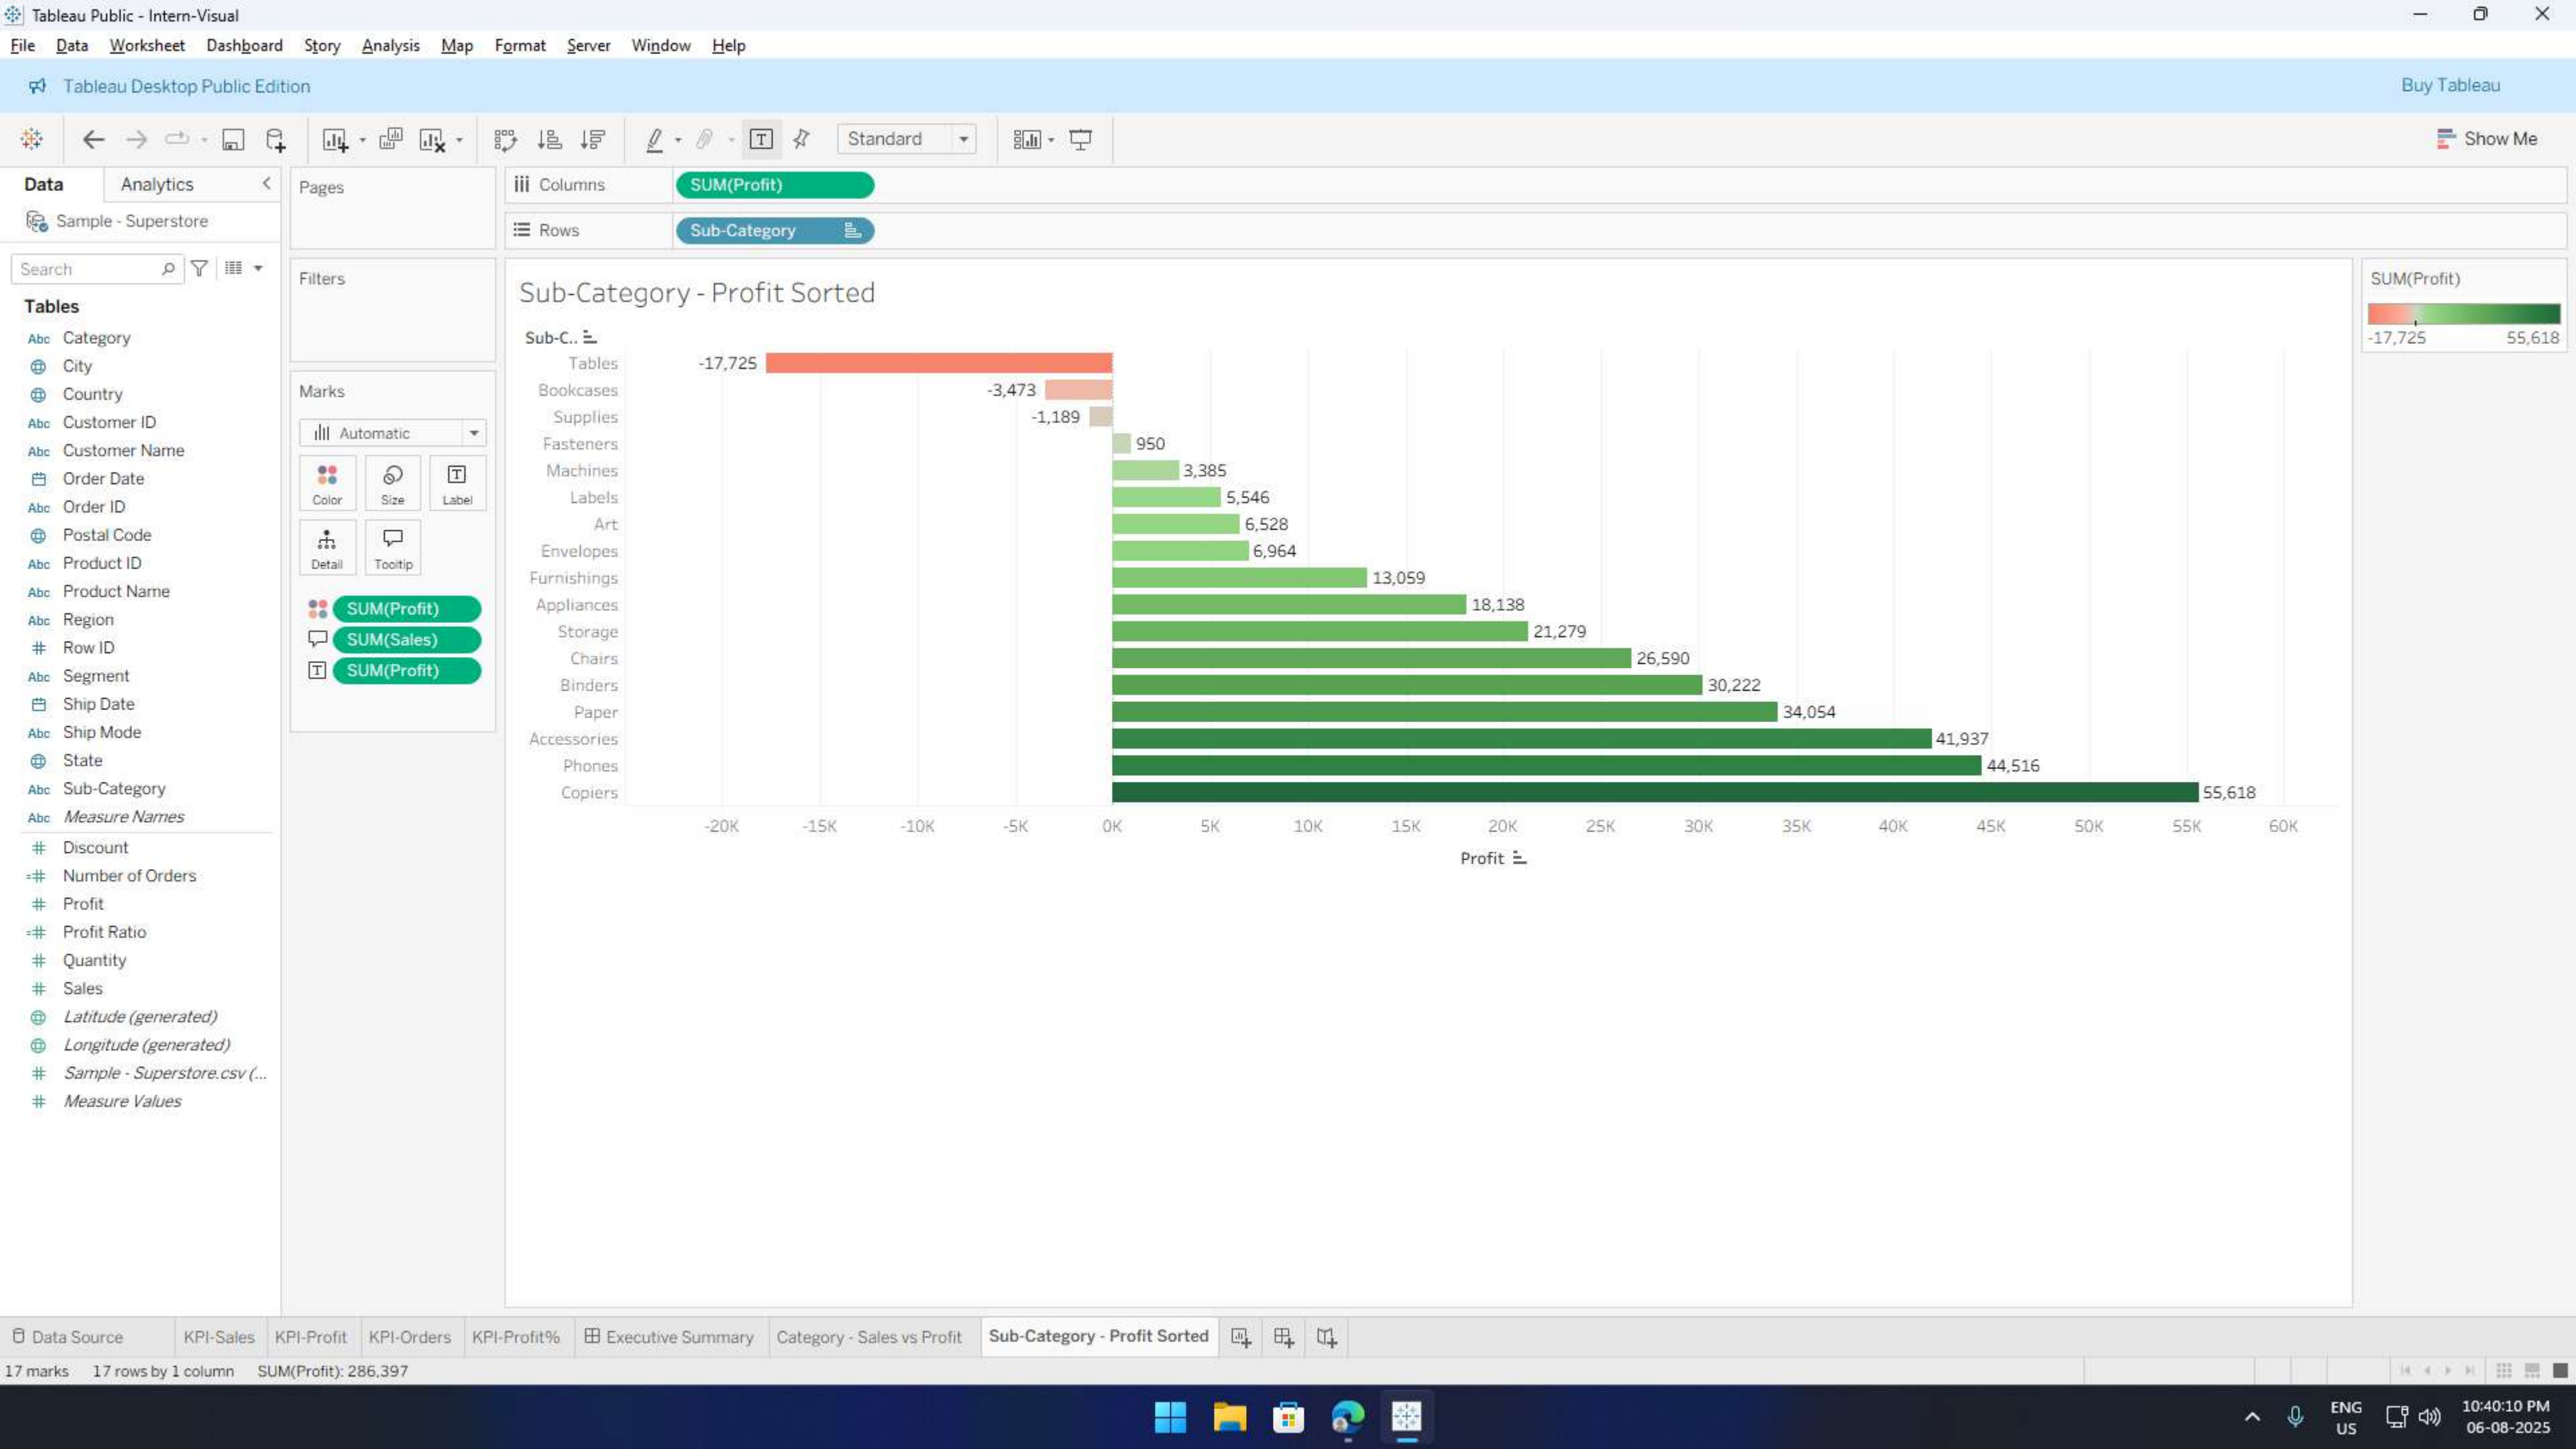 Tableau Public - Intern-Visual
File Data Worksheet Dashboard Story Analysis Map Format Server Window Help
Tableau Desktop Public Edition
Buy Tableau
Standard
Show Me
Data
Analytics
Sample - Superstore
Search
Tables
Abc Category
City
Country
Abc Customer ID
Abc Customer Name
Order Date
Abc Order ID
Postal Code
Abc Product ID
Abc Product Name
Abc Region
# Row ID
Abc Segment
Ship Date
Abc Ship Mode
State
Abc Sub-Category
Abc Measure Names
# Discount
=# Number of Orders
# Profit
=# Profit Ratio
# Quantity
# Sales
Latitude (generated)
Longitude (generated)
# Sample - Superstore.csv (...
# Measure Values
Pages
Filters
Marks
Automatic
Color
Size
T
Label
Detail
Tooltip
SUM(Profit)
SUM(Sales)
T SUM(Profit)
Columns
SUM(Profit)
Rows
Sub-Category
Sub-Category - Profit Sorted
Sub-C..
Tables -17,725
Bookcases -3,473
Supplies -1,189
Fasteners 950
Machines 3,385
Labels 5,546
Art 6,528
Envelopes 6,964
Furnishings 13,059
Appliances 18,138
Storage 21,279
Chairs 26,590
Binders 30,222
Paper 34,054
Accessories 41,937
Phones 44,516
Copiers 55,618
-20K -15K -10K -5K 0K 5K 10K 15K 20K 25K 30K 35K 40K 45K 50K 55K 60K
Profit
SUM(Profit)
-17,725 55,618
Data Source KPI-Sales KPI-Profit KPI-Orders KPI-Profit% Executive Summary Category - Sales vs Profit Sub-Category - Profit Sorted
17 marks 17 rows by 1 column SUM(Profit): 286,397
ENG
US
10:40:10 PM
06-08-2025